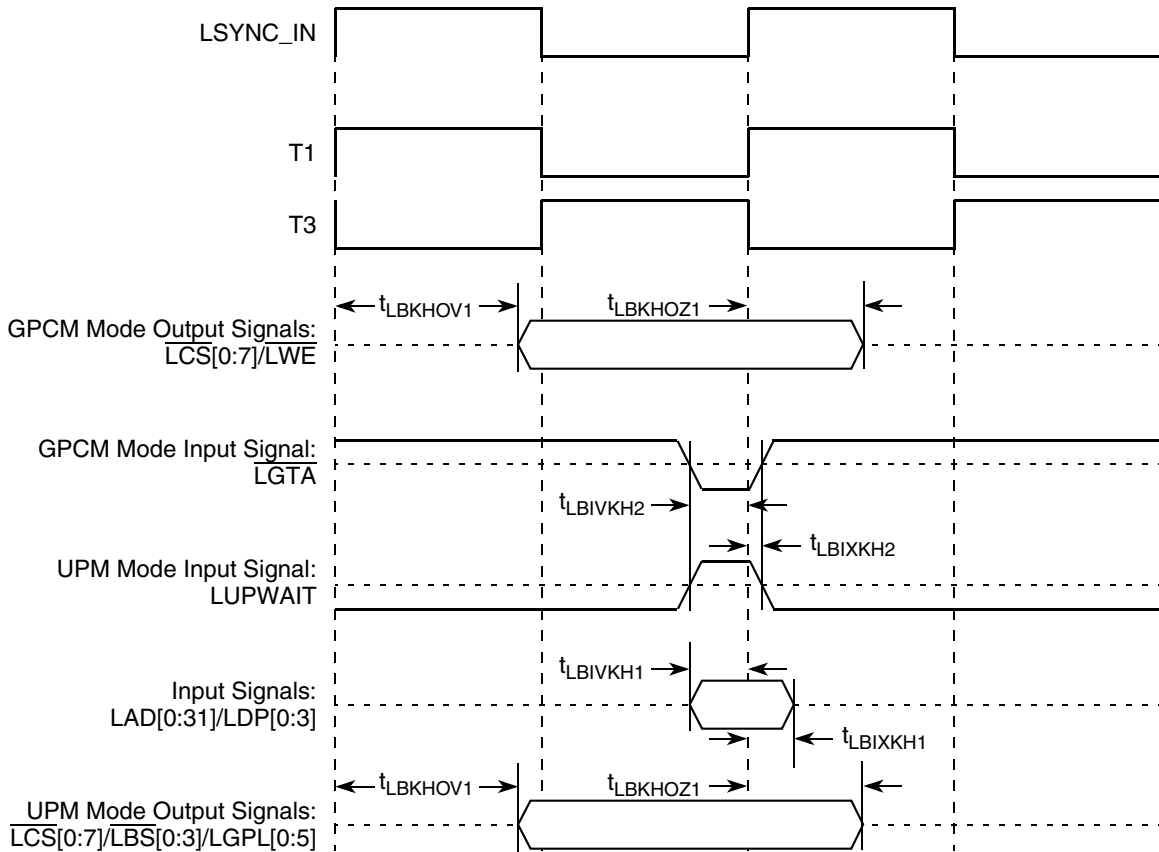 LSYNC_IN
T1
T3
tLBKHOV1
tLBKHOZ1
GPCM Mode Output Signals:
LCS[0:7]/LWE
GPCM Mode Input Signal:
LGTA
tLBIVKH2
tLBIXKH2
UPM Mode Input Signal:
LUPWAIT
tLBIVKH1
Input Signals:
LAD[0:31]/LDP[0:3]
tLBIXKH1
tLBKHOV1
tLBKHOZ1
UPM Mode Output Signals:
LCS[0:7]/LBS[0:3]/LGPL[0:5]